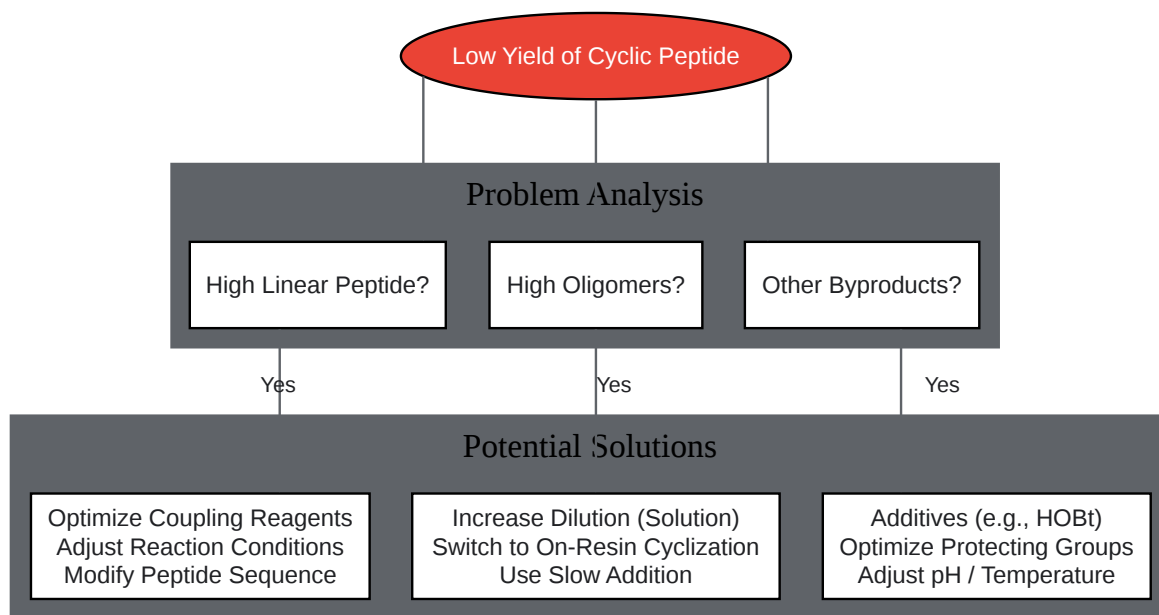 Low Yield of Cyclic Peptide
Problem Analysis
High Linear Peptide?
High Oligomers?
Other Byproducts?
Yes
Yes
Yes
Potential Solutions
Optimize Coupling Reagents
Adjust Reaction Conditions
Modify Peptide Sequence
Increase Dilution (Solution)
Switch to On-Resin Cyclization
Use Slow Addition
Additives (e.g., HOBt)
Optimize Protecting Groups
Adjust pH / Temperature